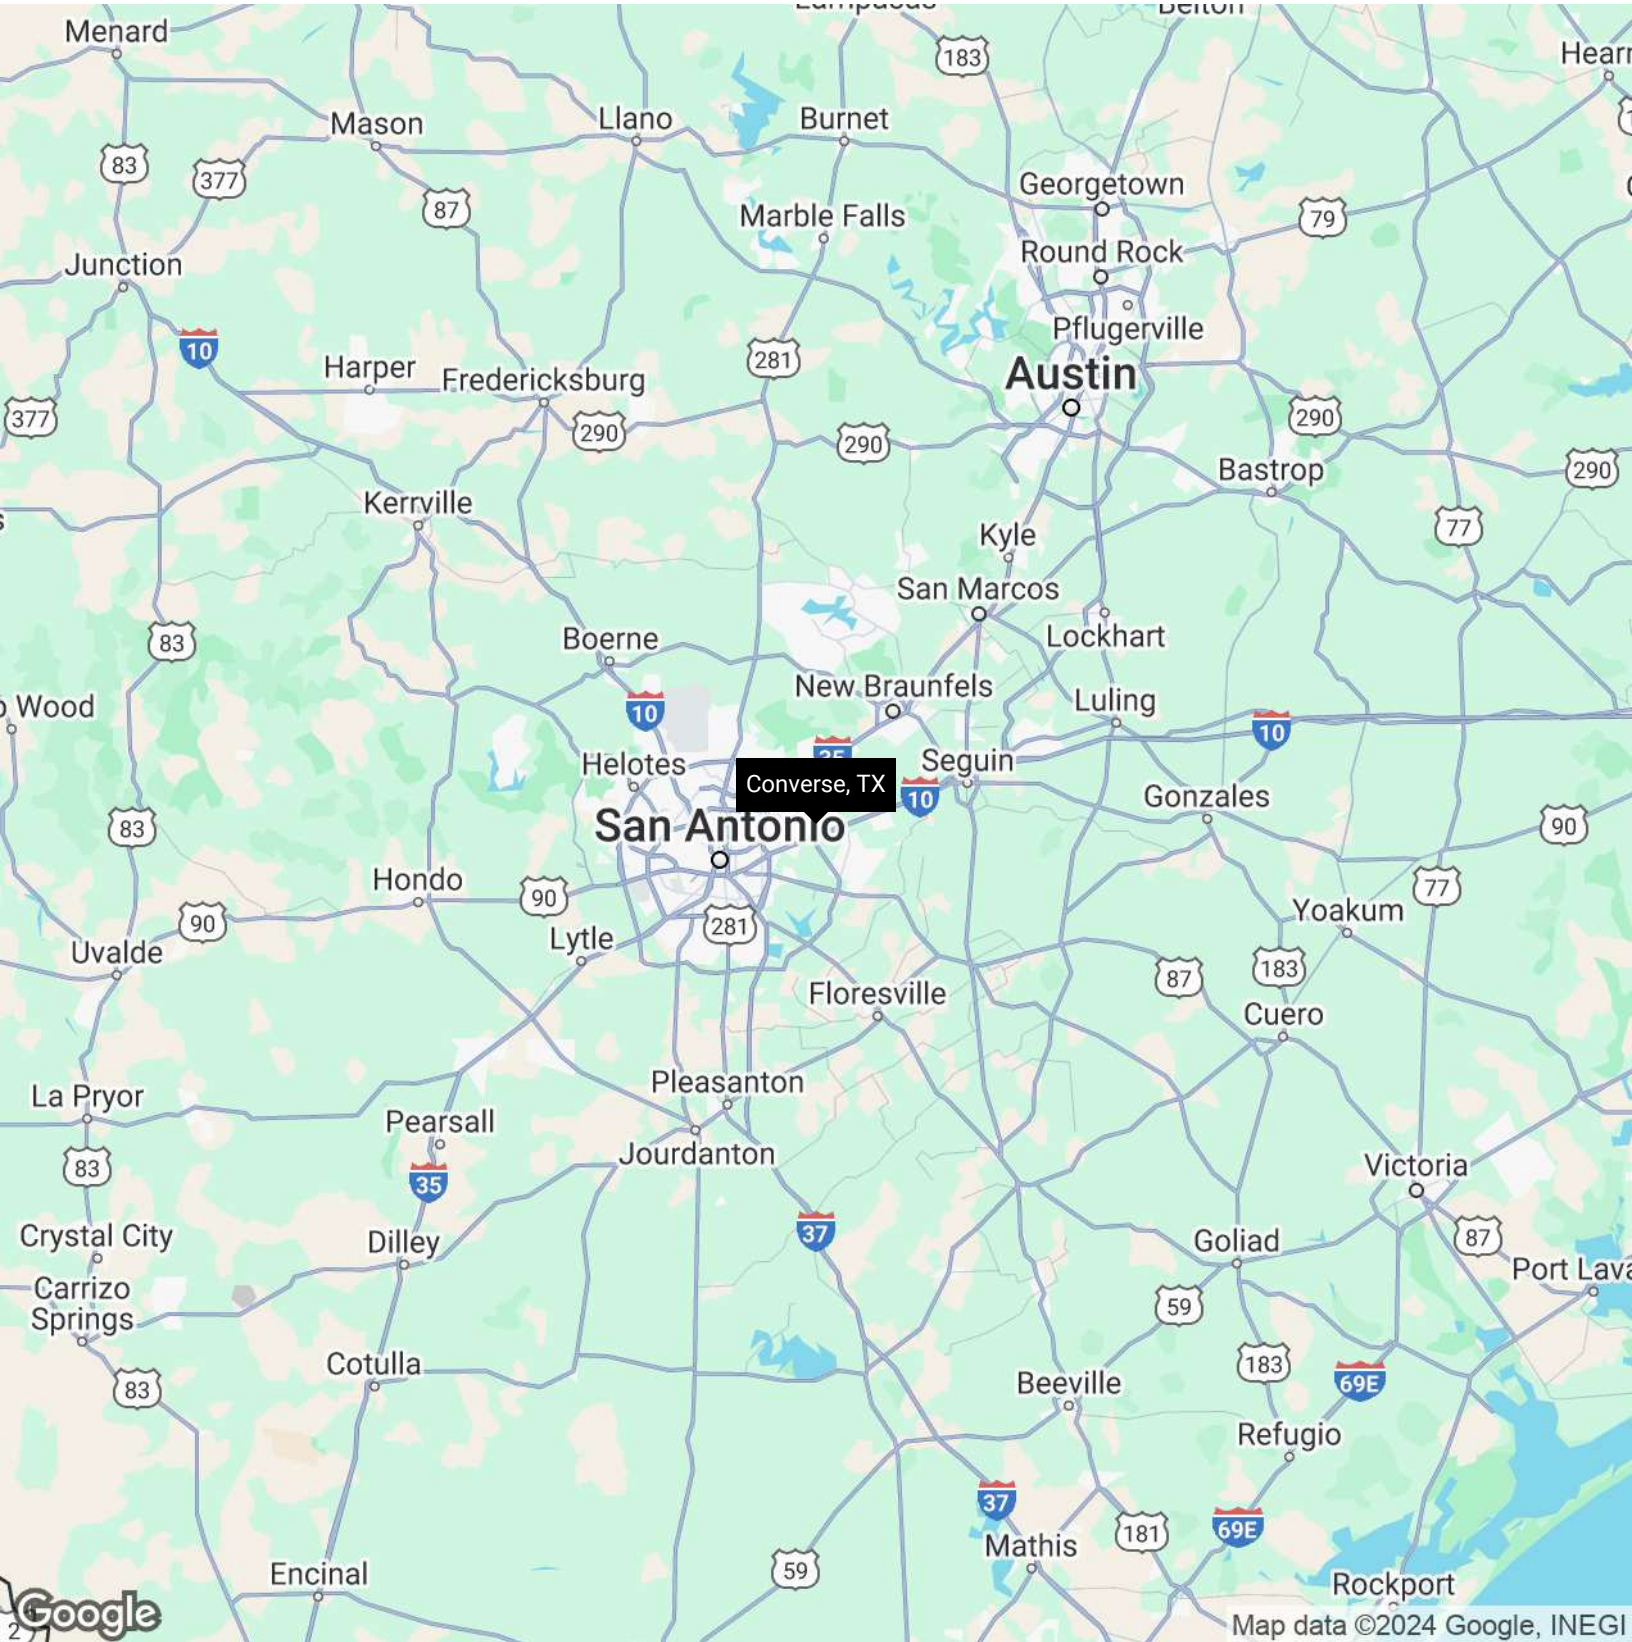 Menard
183
Mason
Llano
Burnet
83
377
87
Georgetown
Marble Falls
79
Round Rock
Junction
Pflugerville
10
281
Harper
Fredericksburg
Austin
377
290
290
290
290
Bastrop
Kerrville
77
Kyle
San Marcos
Lockhart
83
Boerne
New Braunfels
Luling
Wood
10
10
35
Seguin
Helotes
Converse, TX
10
Gonzales
San Antonio
83
90
Hondo
90
77
90
281
Yoakum
Lytle
Uvalde
87
183
Floresville
Cuero
La Pryor
Pleasanton
Pearsall
83
Jourdanton
35
Victoria
37
Crystal City
Dilley
Goliad
87
Port Lava
Carrizo
Springs
59
Cotulla
183
83
Beeville
69E
Refugio
37
181
69E
Mathis
59
Encinal
Rockport
Google
2
Map data ©2024 Google, INEGI